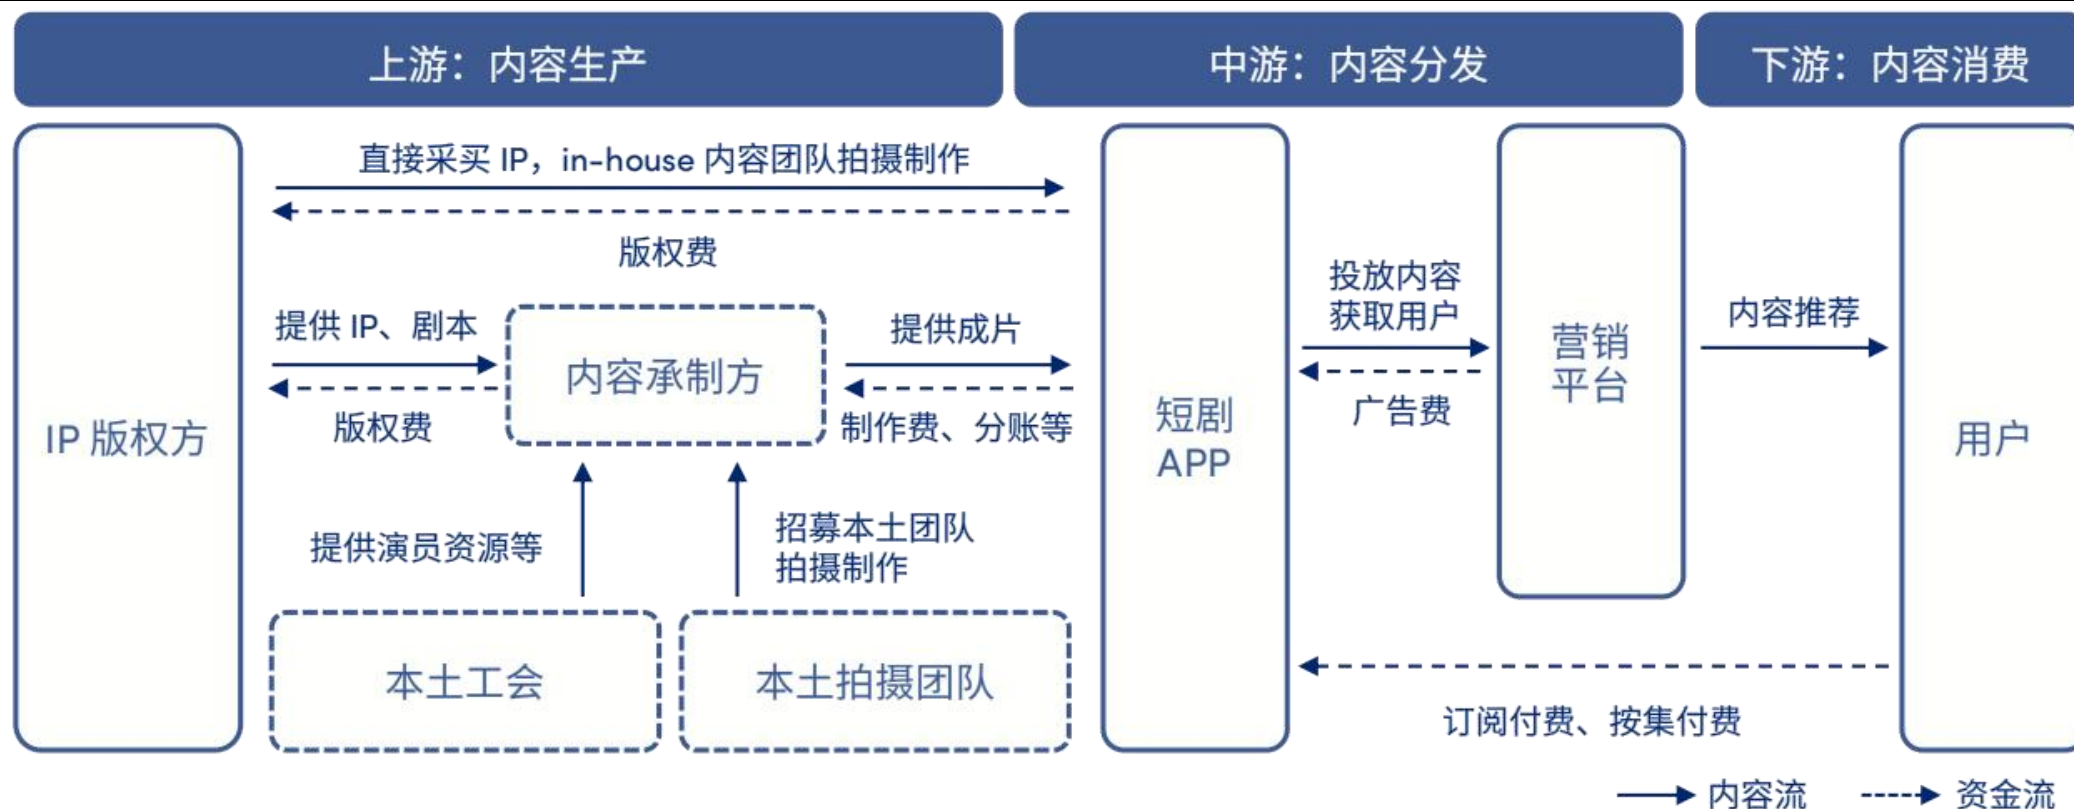 上游：内容生产
中游：内容分发
下游：内容消费
直接采买 IP，in-house 内容团队拍摄制作
版权费
提供 IP、剧本
版权费
内容承制方
提供成片
制作费、分账等
IP 版权方
提供演员资源等
招募本土团队
拍摄制作
本土工会
本土拍摄团队
短剧
APP
投放内容
获取用户
广告费
营销
平台
内容推荐
用户
订阅付费、按集付费
内容流
资金流